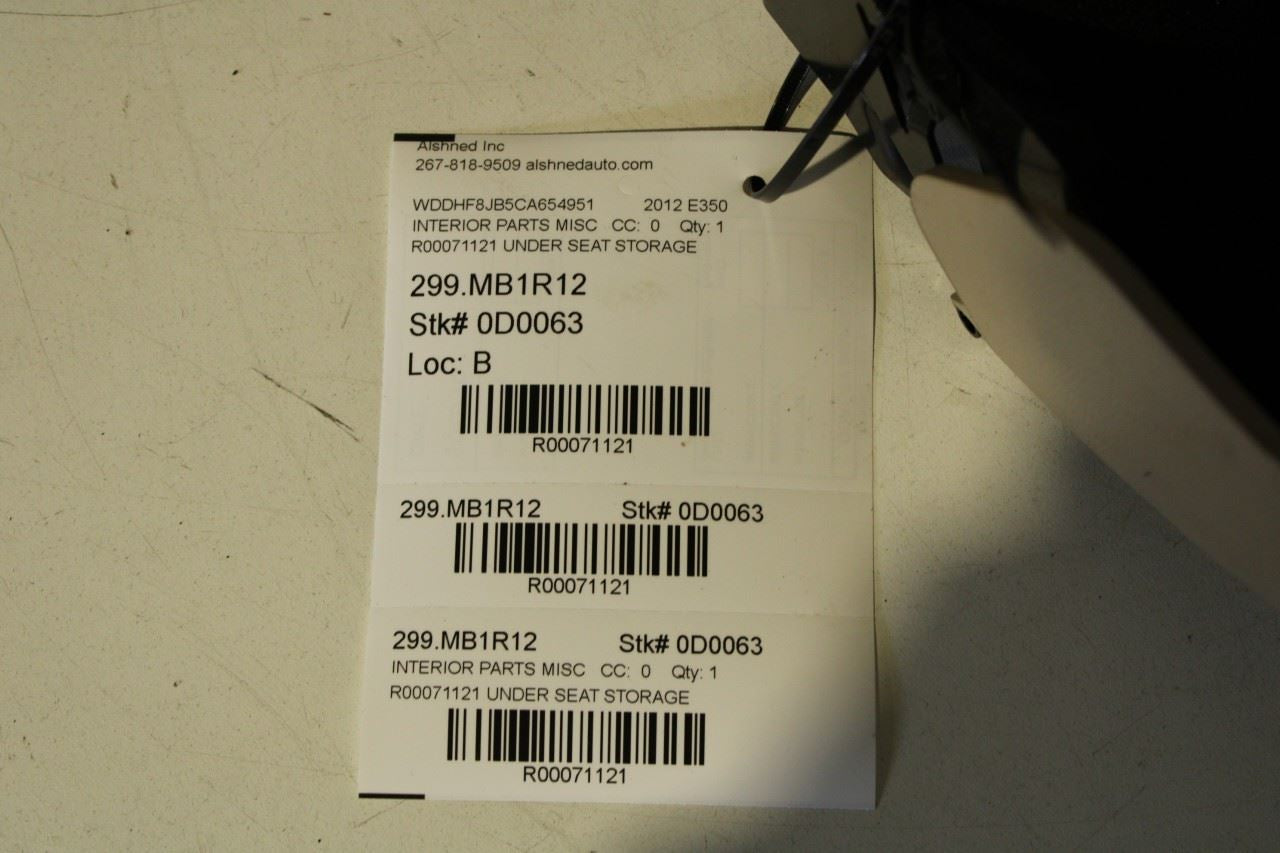 Alshned Inc
267-818-9509 alshnedauto.com
WDDHF8JB5CA654951 2012 E350
INTERIOR PARTS MISC CC: 0 Qty: 1
R00071121 UNDER SEAT STORAGE
299.MB1R12
Stk# 0D0063
Loc: B
R00071121
299.MB1R12 Stk# 0D0063
R00071121
299.MB1R12 Stk# 0D0063
INTERIOR PARTS MISC CC: 0 Qty: 1
R00071121 UNDER SEAT STORAGE
R00071121